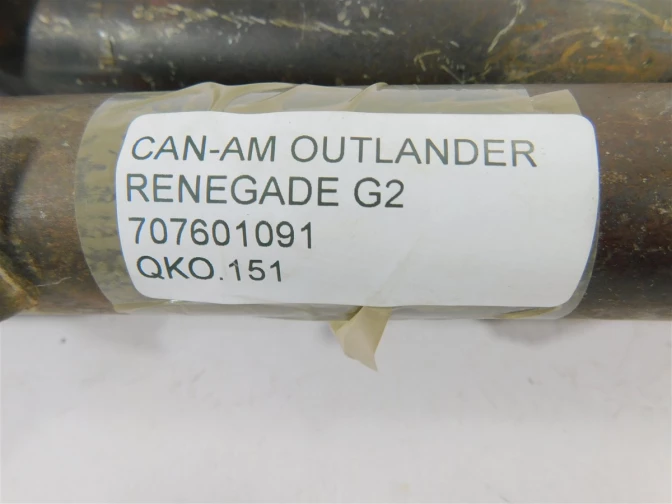 CAN-AM OUTLANDER
RENEGADE G2
707601091
QKO.151